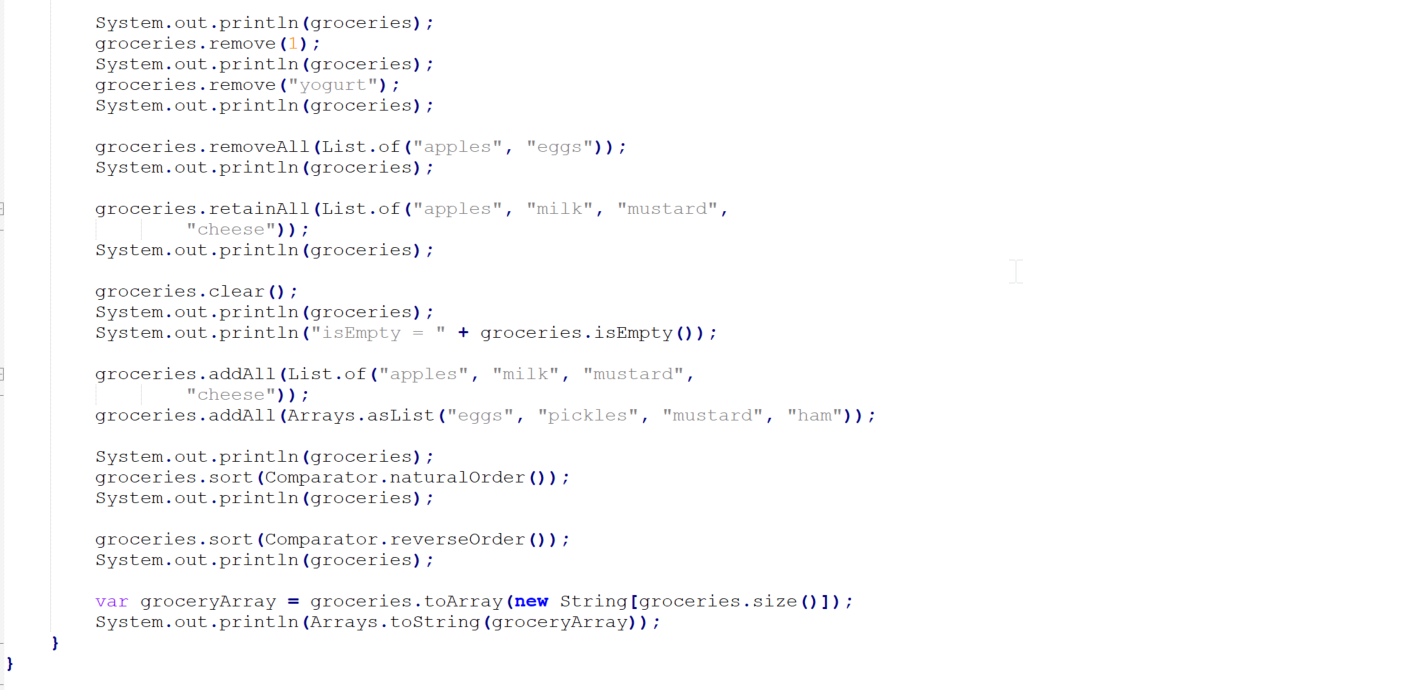 System.out.println(groceries);
groceries.remove(1);
System.out.println(groceries);
groceries.remove("yogurt");
System.out.println(groceries);

groceries.removeAll(List.of("apples", "eggs"));
System.out.println(groceries);

groceries.retainAll(List.of("apples", "milk", "mustard",
        "cheese"));
System.out.println(groceries);

groceries.clear();
System.out.println(groceries);
System.out.println("isEmpty = " + groceries.isEmpty());

groceries.addAll(List.of("apples", "milk", "mustard",
        "cheese"));
groceries.addAll(Arrays.asList("eggs", "pickles", "mustard", "ham"));

System.out.println(groceries);
groceries.sort(Comparator.naturalOrder());
System.out.println(groceries);

groceries.sort(Comparator.reverseOrder());
System.out.println(groceries);

var groceryArray = groceries.toArray(new String[groceries.size()]);
System.out.println(Arrays.toString(groceryArray));
}
}